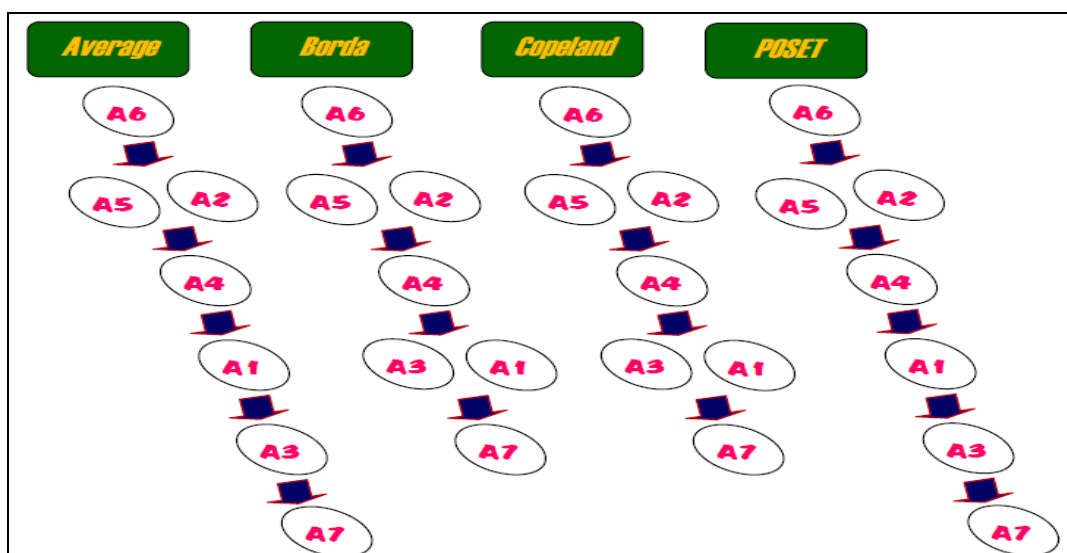 Average Borda Copeland POSET
A6 A6 A6 A6
A5 A2 A5 A2 A5 A2 A5 A2
A4 A4 A4 A4
A1 A3 A1 A3 A1 A1
A3 A7 A7 A3
A7 A7